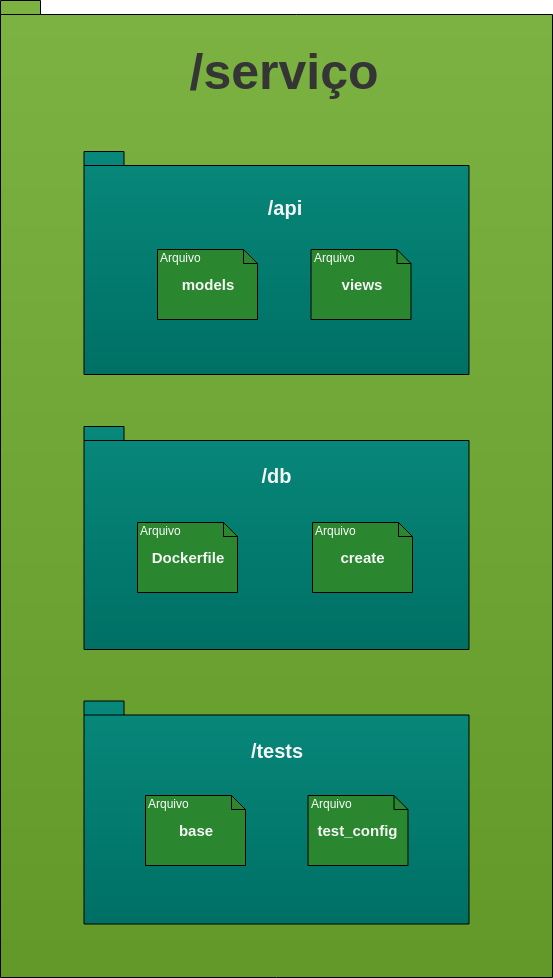 /serviço
/api
Arquivo
models
Arquivo
views
/db
Arquivo
Dockerfile
Arquivo
create
/tests
Arquivo
base
Arquivo
test_config